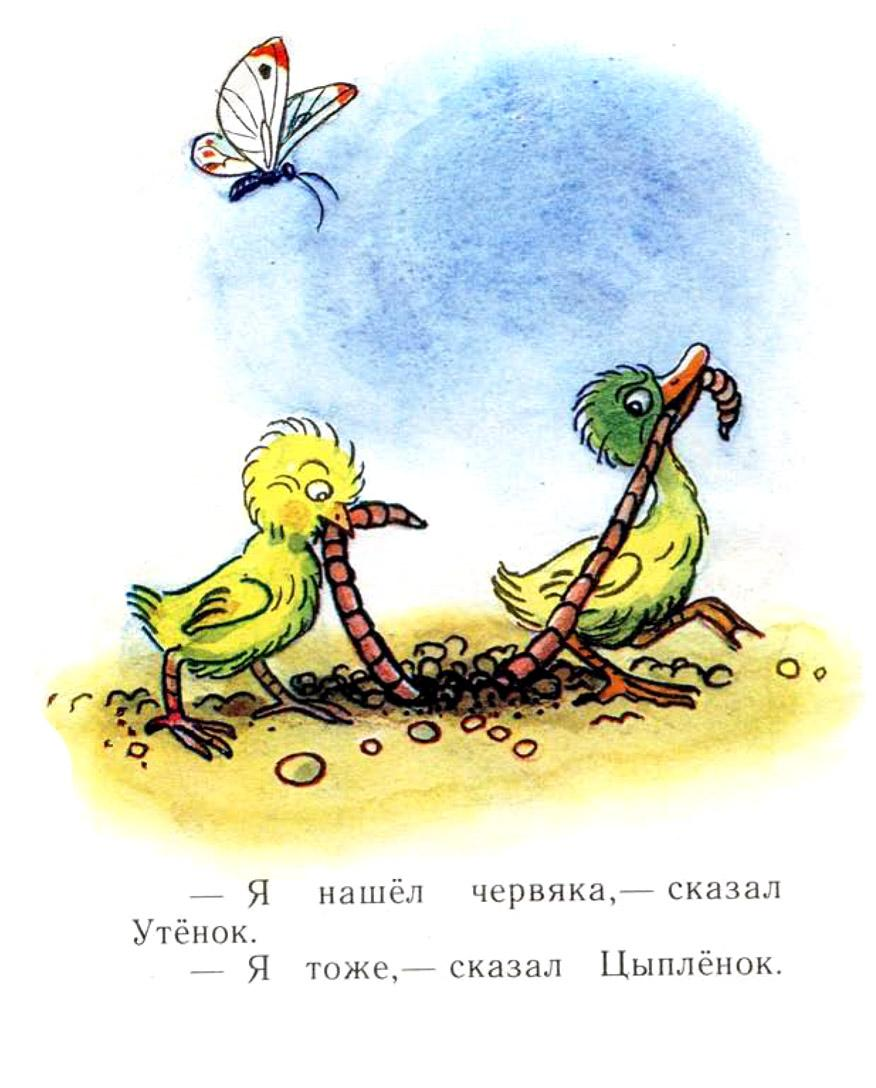 — Я нашёл червяка,— сказал
Утёнок.
— Я тоже,— сказал Цыплёнок.